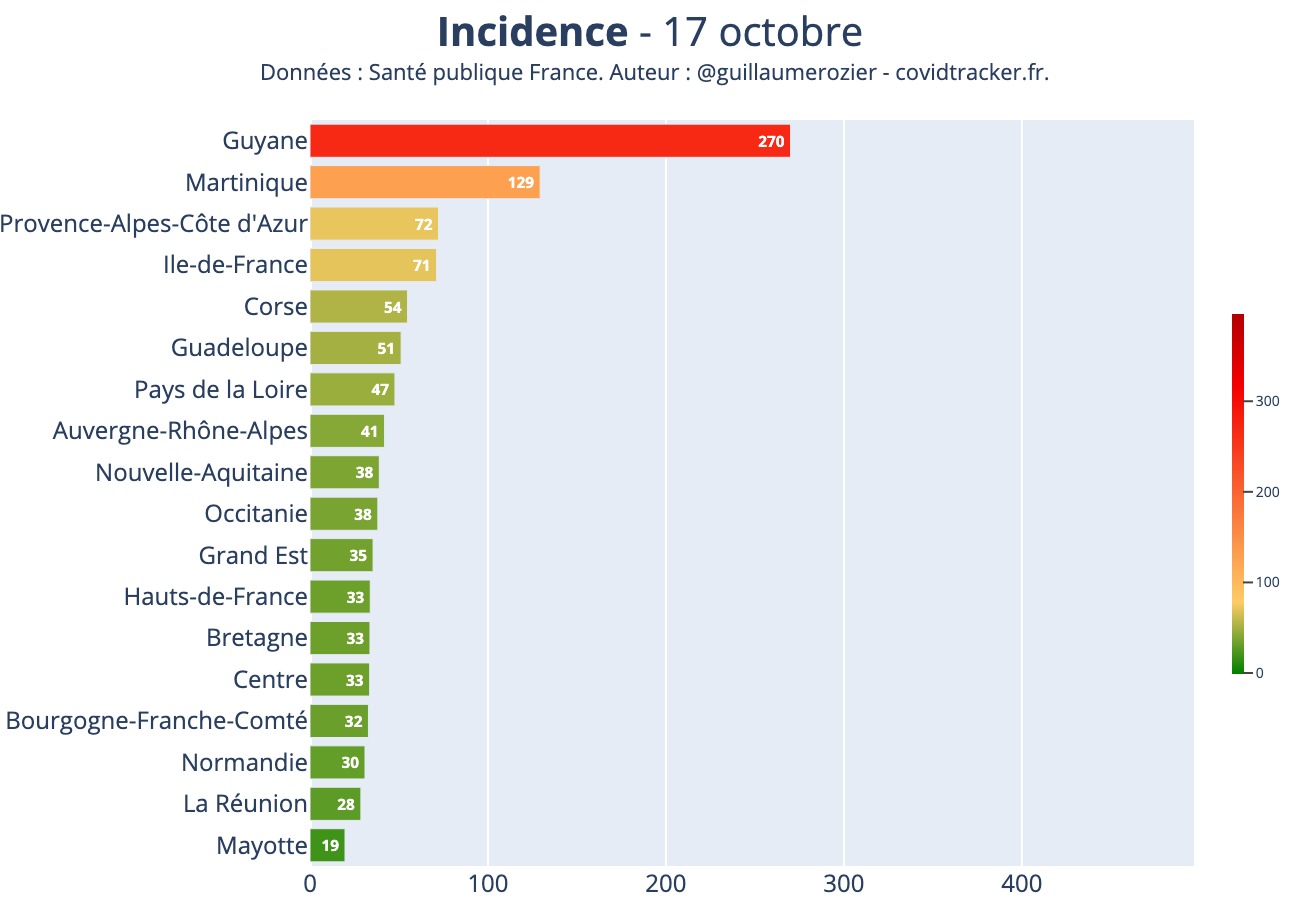 Incidence - 17 octobre
Données : Santé publique France. Auteur : @guillaumerozier - covidtracker.fr.
Guyane 270
Martinique 129
Provence-Alpes-Côte d'Azur 72
Ile-de-France 71
Corse 54
Guadeloupe 51
Pays de la Loire 47
Auvergne-Rhône-Alpes 41
Nouvelle-Aquitaine 38
Occitanie 38
Grand Est 35
Hauts-de-France 33
Bretagne 33
Centre 33
Bourgogne-Franche-Comté 32
Normandie 30
La Réunion 28
Mayotte 19
0 100 200 300 400
300
200
100
0